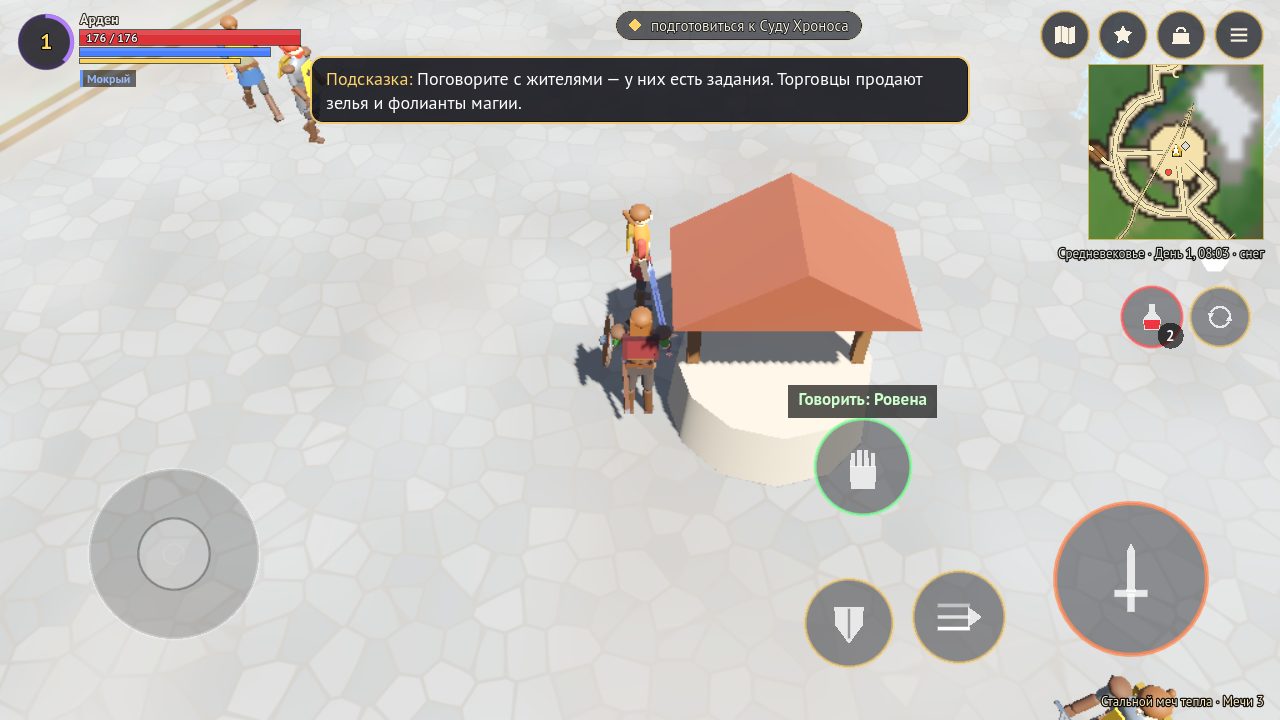 1
Арден
176 / 176
Мокрый
подготовиться к Суду Хроноса
Подсказка: Поговорите с жителями — у них есть задания. Торговцы продают
зелья и фолианты магии.
Средневековье · День 1, 08:03 · снег
2
Говорить: Ровена
Стальной меч тепла · Мечи 3